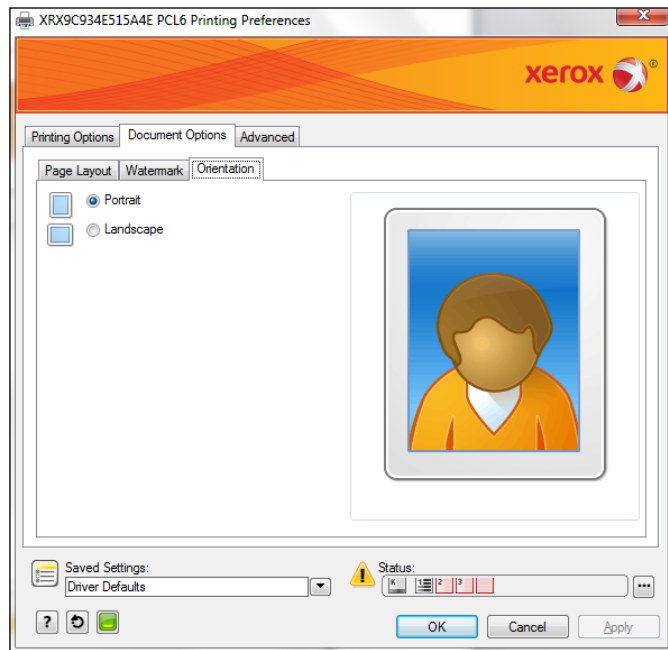 XRX9C934E515A4E PCL6 Printing Preferences
xerox ®
Printing Options Document Options Advanced
Page Layout Watermark Orientation
Portrait
Landscape
Saved Settings:
Driver Defaults
Status:
K 1 2 3
?
OK Cancel Apply